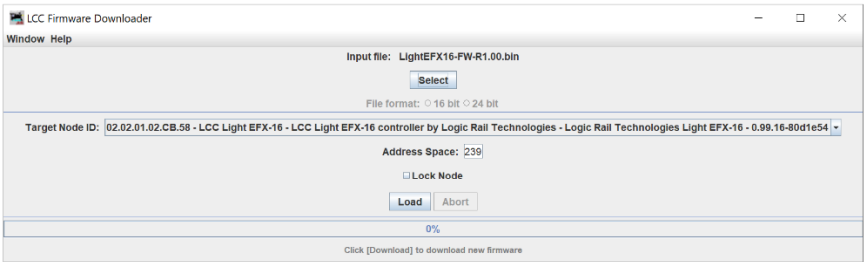 LCC Firmware Downloader
Window Help
Input file: LightEFX16-FW-R1.00.bin
Select
File format: 16 bit 24 bit
Target Node ID: 02.02.01.02.CB.58 - LCC Light EFX-16 - LCC Light EFX-16 controller by Logic Rail Technologies - Logic Rail Technologies Light EFX-16 - 0.99.16-80d1e54
Address Space: 239
Lock Node
Load Abort
0%
Click [Download] to download new firmware